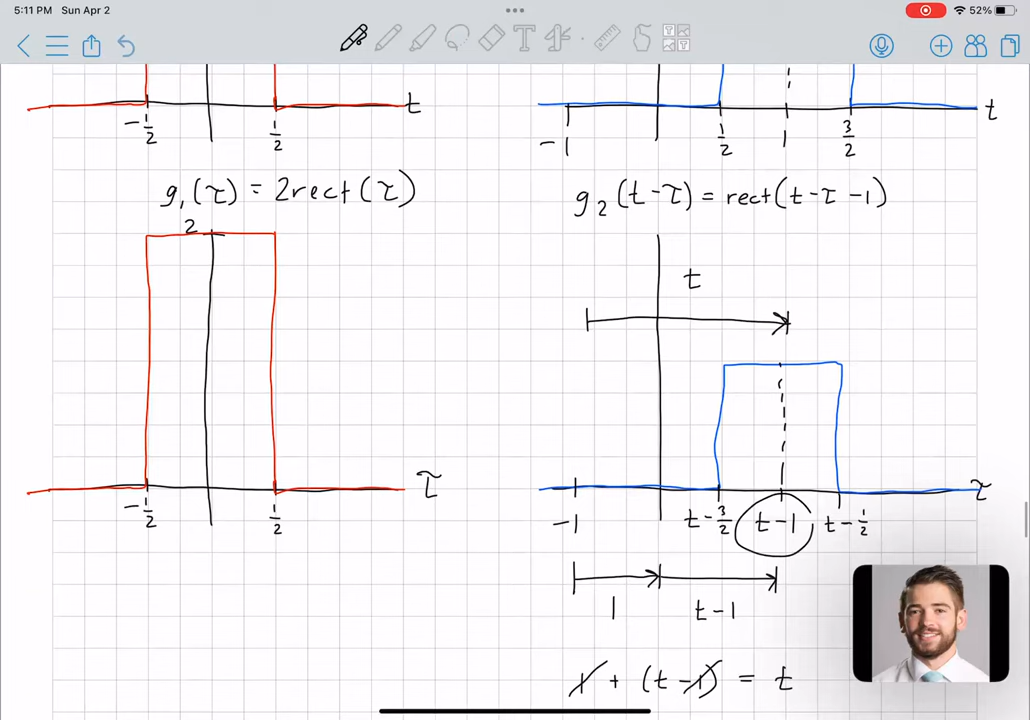 5:11 PM Sun Apr 2
52%
t
t
-1/2
1/2
-1
1/2
1
3/2
g₁(τ) = 2rect(τ)
g₂(t-τ) = rect(t-τ-1)
2
t
τ
τ
-1/2
1/2
-1
t-3/2
t-1
t-1/2
1
t-1
1 + (t-1) = t